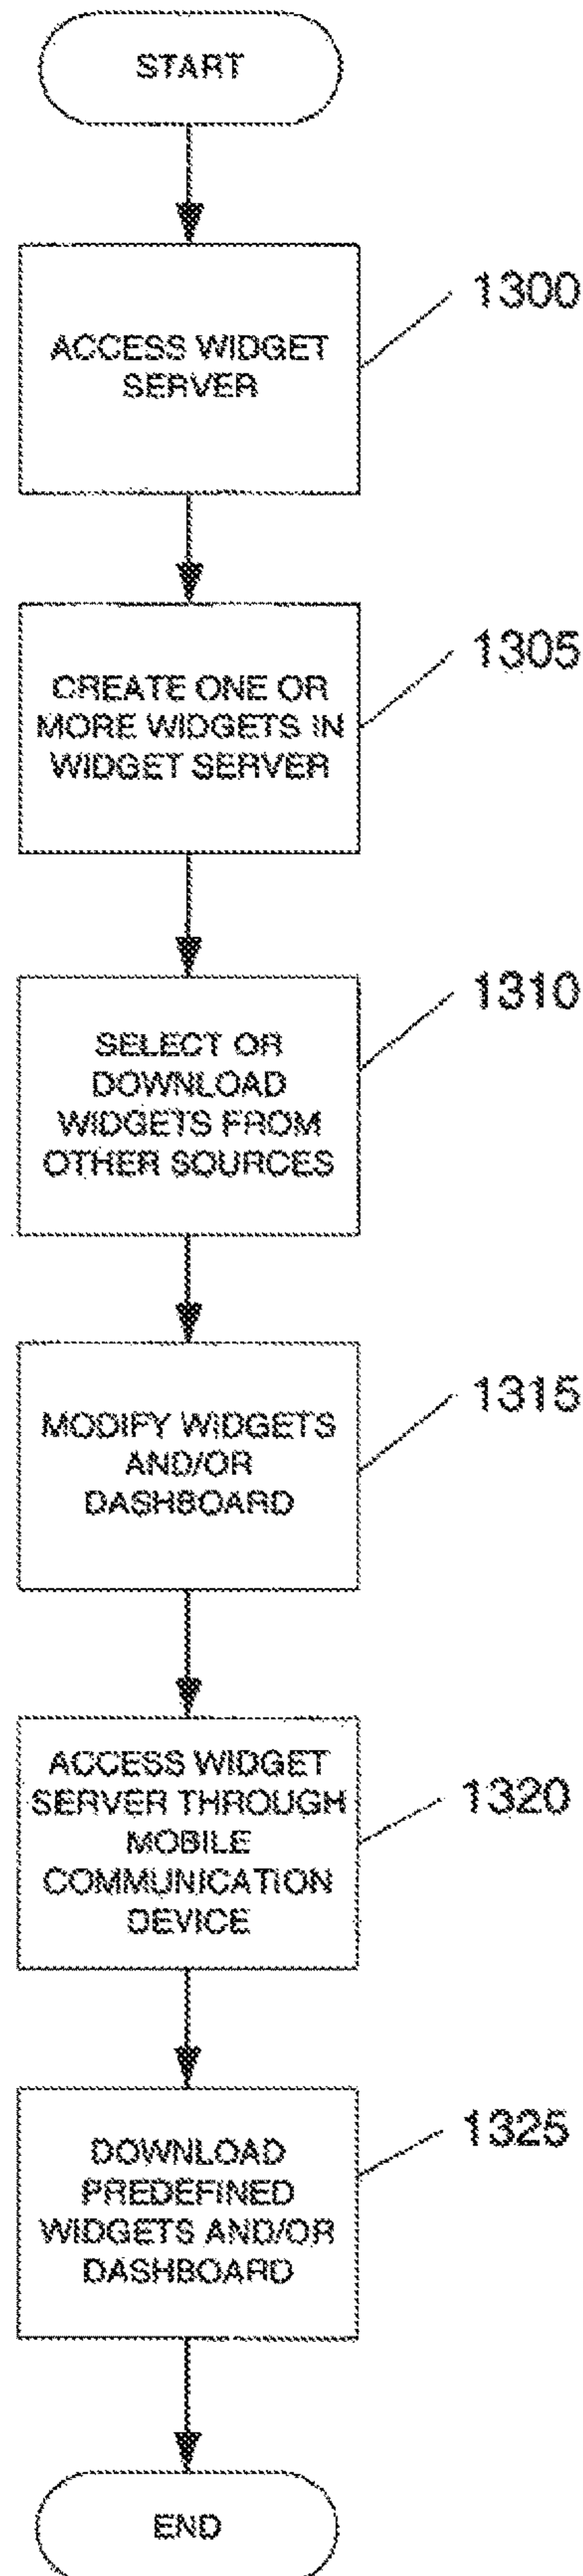 START
1300
ACCESS WIDGET
SERVER
1305
CREATE ONE OR
MORE WIDGETS IN
WIDGET SERVER
1310
SELECT OR
DOWNLOAD
WIDGETS FROM
OTHER SOURCES
1315
MODIFY WIDGETS
AND/OR
DASHBOARD
1320
ACCESS WIDGET
SERVER THROUGH
MOBILE
COMMUNICATION
DEVICE
1325
DOWNLOAD
PREDEFINED
WIDGETS AND/OR
DASHBOARD
END